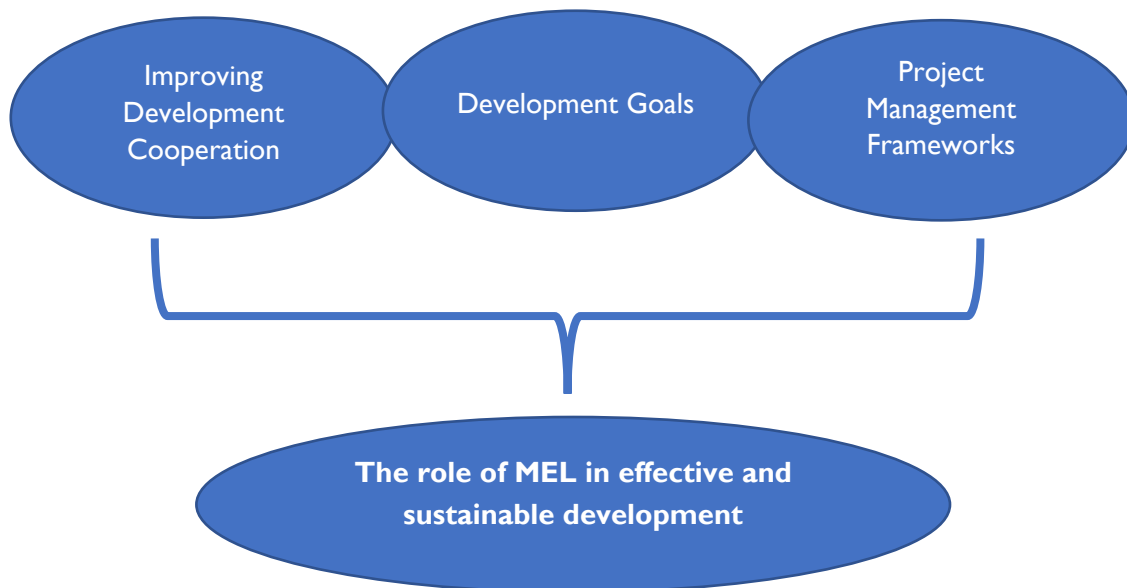 Improving
Development
Cooperation
Development Goals
Project
Management
Frameworks
The role of MEL in effective and
sustainable development